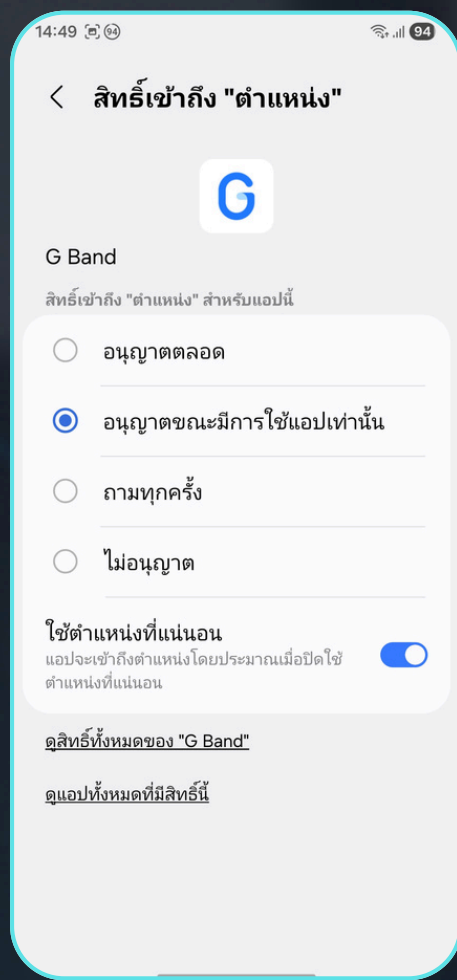 14:49 94
94
สิทธิ์เข้าถึง "ตำแหน่ง"
G
G Band
สิทธิ์เข้าถึง "ตำแหน่ง" สำหรับแอปนี้
อนุญาตตลอด
อนุญาตขณะมีการใช้แอปเท่านั้น
ถามทุกครั้ง
ไม่อนุญาต
ใช้ตำแหน่งที่แน่นอน
แอปจะเข้าถึงตำแหน่งโดยประมาณเมื่อปิดใช้
ตำแหน่งที่แน่นอน
ดูสิทธิ์ทั้งหมดของ "G Band"
ดูแอปทั้งหมดที่มีสิทธิ์นี้